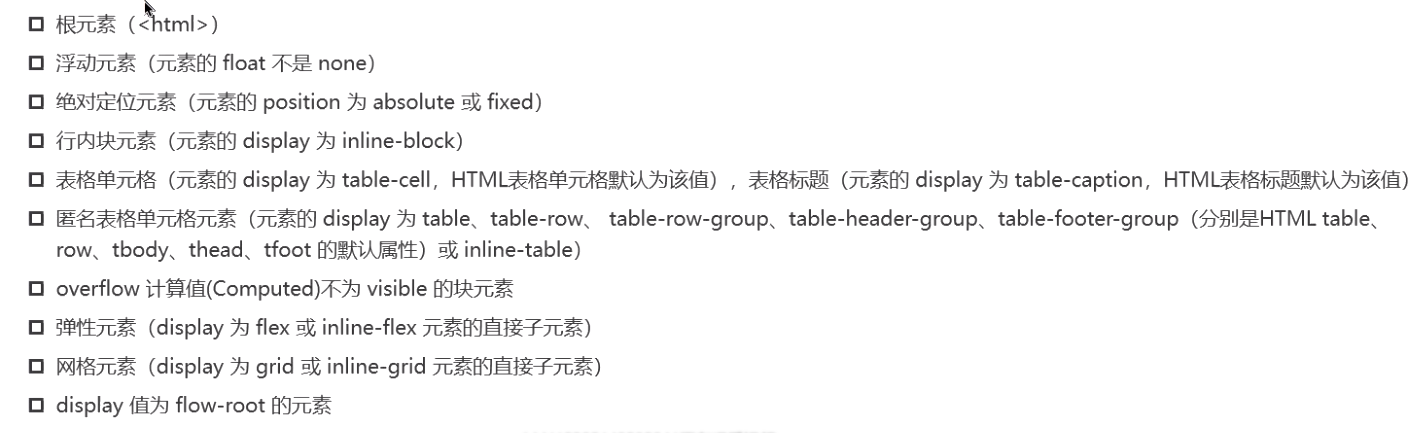 根元素（<html>）
浮动元素（元素的 float 不是 none）
绝对定位元素（元素的 position 为 absolute 或 fixed）
行内块元素（元素的 display 为 inline-block）
表格单元格（元素的 display 为 table-cell，HTML表格单元格默认为该值），表格标题（元素的 display 为 table-caption，HTML表格标题默认为该值）
匿名表格单元格元素（元素的 display 为 table、table-row、 table-row-group、table-header-group、table-footer-group（分别是HTML table、
row、tbody、thead、tfoot 的默认属性）或 inline-table）
overflow 计算值(Computed)不为 visible 的块元素
弹性元素（display 为 flex 或 inline-flex 元素的直接子元素）
网格元素（display 为 grid 或 inline-grid 元素的直接子元素）
display 值为 flow-root 的元素